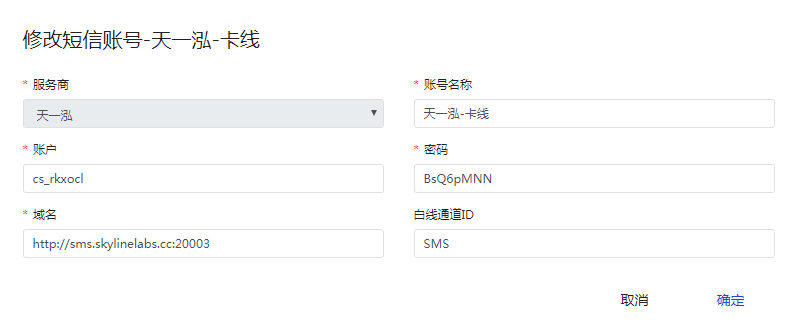 修改短信账号-天一泓-卡线
* 服务商
* 账号名称
天一泓
天一泓-卡线
* 账户
* 密码
cs_rkxocl
BsQ6pMNN
* 域名
白线通道ID
http://sms.skylinelabs.cc:20003
SMS
取消
确定